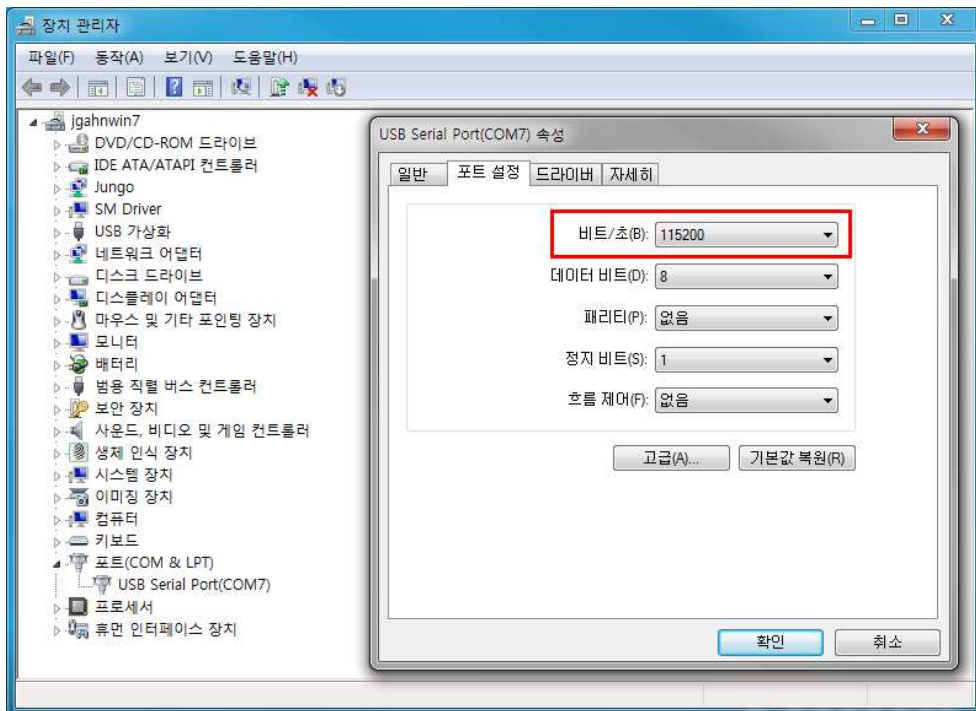 장치 관리자
파일(F) 동작(A) 보기(V) 도움말(H)
jgahnwin7
DVD/CD-ROM 드라이브
IDE ATA/ATAPI 컨트롤러
Jungo
SM Driver
USB 가상화
네트워크 어댑터
디스크 드라이브
디스플레이 어댑터
마우스 및 기타 포인팅 장치
모니터
배터리
범용 직렬 버스 컨트롤러
보안 장치
사운드, 비디오 및 게임 컨트롤러
생체 인식 장치
시스템 장치
이미징 장치
컴퓨터
키보드
포트(COM & LPT)
USB Serial Port(COM7)
프로세서
휴먼 인터페이스 장치
USB Serial Port(COM7) 속성
일반 포트 설정 드라이버 자세히
비트/초(B): 115200
데이터 비트(D): 8
패리티(P): 없음
정지 비트(S): 1
흐름 제어(F): 없음
고급(A)... 기본값 복원(R)
확인 취소